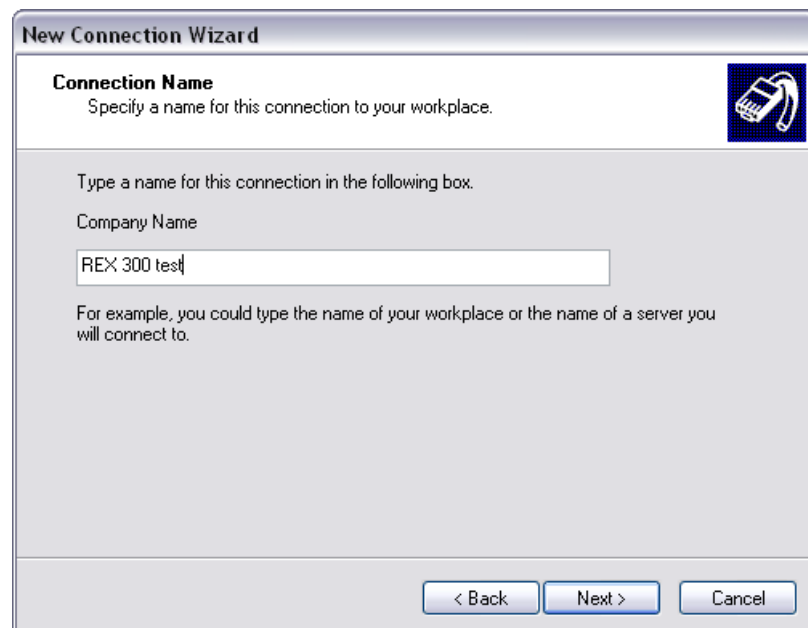 New Connection Wizard
Connection Name
Specify a name for this connection to your workplace.
Type a name for this connection in the following box.
Company Name
REX 300 test
For example, you could type the name of your workplace or the name of a server you
will connect to.
< Back Next > Cancel